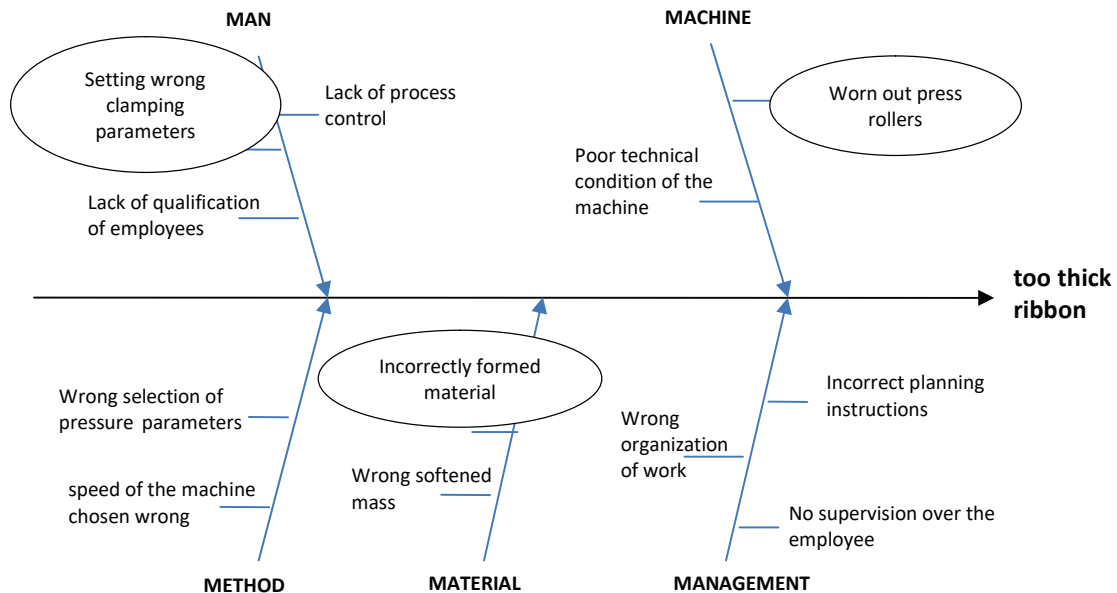 MAN
MACHINE
Setting wrong
clamping
parameters
Lack of process
control
Worn out press
rollers
Poor technical
condition of the
machine
Lack of qualification
of employees
too thick
ribbon
Incorrectly formed
material
Wrong selection of
pressure parameters
Incorrect planning
instructions
Wrong
organization
of work
Wrong softened
mass
speed of the machine
chosen wrong
No supervision over the
employee
METHOD
MATERIAL
MANAGEMENT